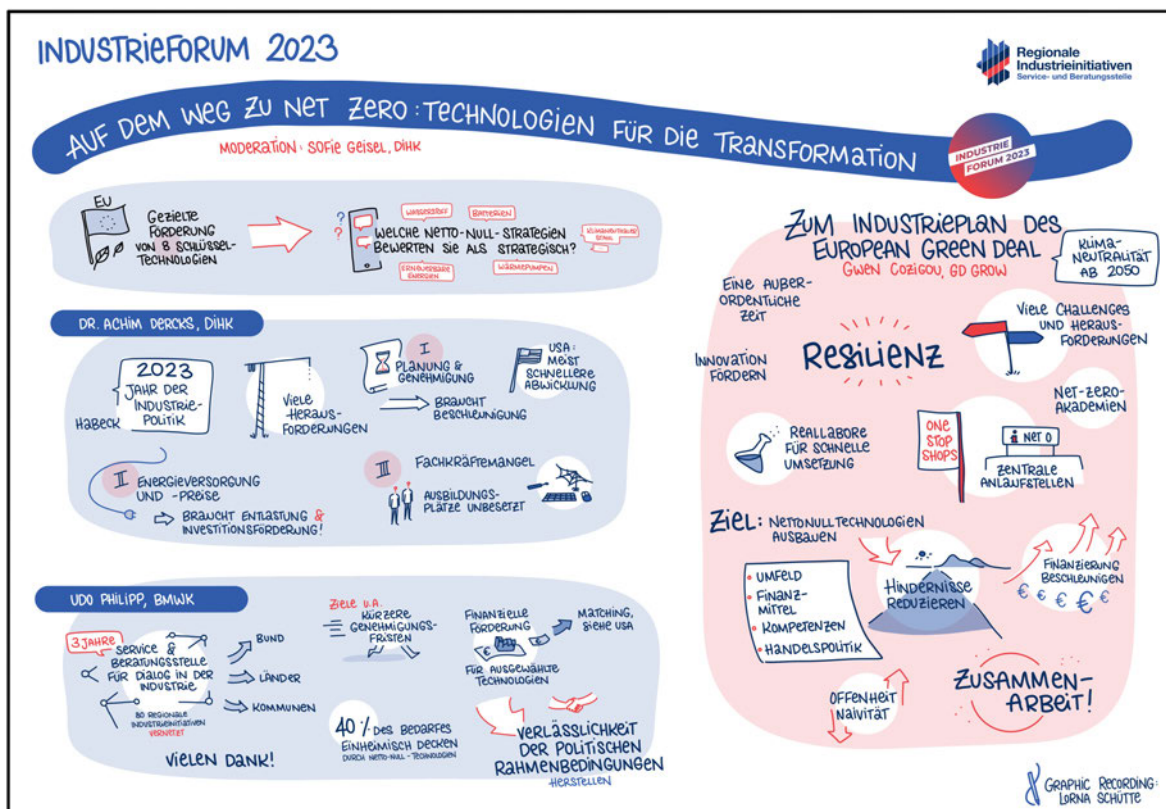 INDUSTRIEFORUM 2023
Regionale
Industrieinitiativen
Service- und Beratungsstelle
AUF DEM WEG ZU NET ZERO: TECHNOLOGIEN FÜR DIE TRANSFORMATION
INDUSTRIE
FORUM 2023
MODERATION: SOFIE GEISEL, DIHK
EU
GEZIELTE
FÖRDERUNG
VON 8 SCHLÜSSEL-
TECHNOLOGIEN
? ?
WASSERSTOFF
BATTERIEN
WELCHE NETTO-NULL-STRATEGIEN
BEWERTEN SIE ALS STRATEGISCH?
KLIMANEUTRALER
STAHL
ERNEUERBARE
ENERGIEN
WÄRMEPUMPEN
DR. ACHIM DERCKS, DIHK
2023
JAHR DER
INDUSTRIE-
POLITIK
HABECK
VIELE
HERAUS-
FORDERUNGEN
I
PLANUNG &
GENEHMIGUNG
BRAUCHT
BESCHLEUNIGUNG
USA:
MEIST
SCHNELLERE
ABWICKLUNG
II
ENERGIEVERSORGUNG
UND -PREISE
BRAUCHT ENTLASTUNG &
INVESTITIONSFÖRDERUNG!
III
FACHKRÄFTEMANGEL
AUSBILDUNGS-
PLÄTZE UNBESETZT
UDO PHILIPP, BMWK
3 JAHRE
SERVICE &
BERATUNGSSTELLE
FÜR DIALOG IN DER
INDUSTRIE
80 REGIONALE
INDUSTRIEINITIATIVEN
VERNETZT
BUND
LÄNDER
KOMMUNEN
VIELEN DANK!
ZIELE U.A.
KÜRZERE
GENEHMIGUNGS-
FRISTEN
40% DES BEDARFES
EINHEIMISCH DECKEN
DURCH NETTO-NULL-TECHNOLOGIEN
FINANZIELLE
FÖRDERUNG
€ €
FÜR AUSGEWÄHLTE
TECHNOLOGIEN
MATCHING,
SIEHE USA
VERLÄSSLICHKEIT
DER POLITISCHEN
RAHMENBEDINGUNGEN
HERSTELLEN
ZUM INDUSTRIEPLAN DES
EUROPEAN GREEN DEAL
GWEN COZIGOU, GD GROW
KLIMA-
NEUTRALITÄT
AB 2050
EINE AUßER-
ORDENTLICHE
ZEIT
INNOVATION
FÖRDERN
RESILIENZ
VIELE CHALLENGES
UND HERAUS-
FORDERUNGEN
NET-ZERO-
AKADEMIEN
REALLABORE
FÜR SCHNELLE
UMSETZUNG
ONE
STOP
SHOPS
i NET 0
ZENTRALE
ANLAUFSTELLEN
ZIEL: NETTONULLTECHNOLOGIEN
AUSBAUEN
• UMFELD
• FINANZ-
MITTEL
• KOMPETENZEN
• HANDELSPOLITIK
HINDERNISSE
REDUZIEREN
FINANZIERUNG
BESCHLEUNIGEN
€ € € € €
OFFENHEIT
NAIVITÄT
ZUSAMMEN-
ARBEIT!
GRAPHIC RECORDING:
LORNA SCHÜTTE